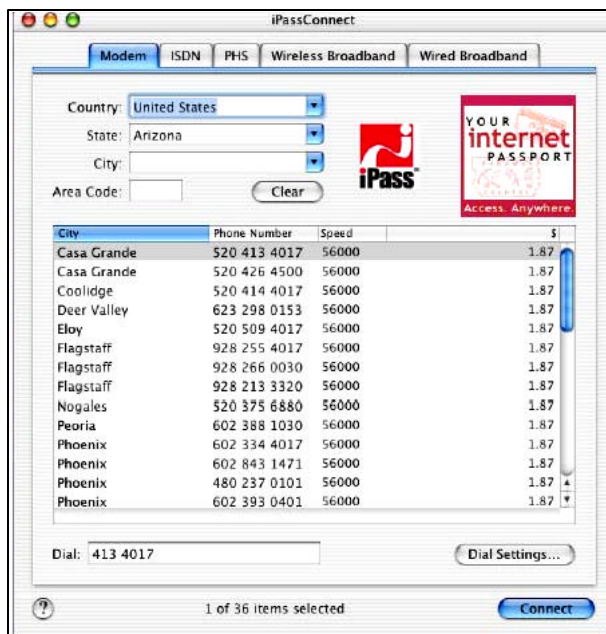 iPassConnect
Modem ISDN PHS Wireless Broadband Wired Broadband
Country: United States
State: Arizona
City:
Area Code: Clear
iPass
YOUR
internet
PASSPORT
Access. Anywhere.
City Phone Number Speed $
Casa Grande 520 413 4017 56000 1.87
Casa Grande 520 426 4500 56000 1.87
Coolidge 520 414 4017 56000 1.87
Deer Valley 623 298 0153 56000 1.87
Eloy 520 509 4017 56000 1.87
Flagstaff 928 255 4017 56000 1.87
Flagstaff 928 266 0030 56000 1.87
Flagstaff 928 213 3320 56000 1.87
Nogales 520 375 6880 56000 1.87
Peoria 602 388 1030 56000 1.87
Phoenix 602 334 4017 56000 1.87
Phoenix 602 843 1471 56000 1.87
Phoenix 480 237 0101 56000 1.87
Phoenix 602 393 0401 56000 1.87
Dial: 413 4017 Dial Settings...
? 1 of 36 items selected Connect